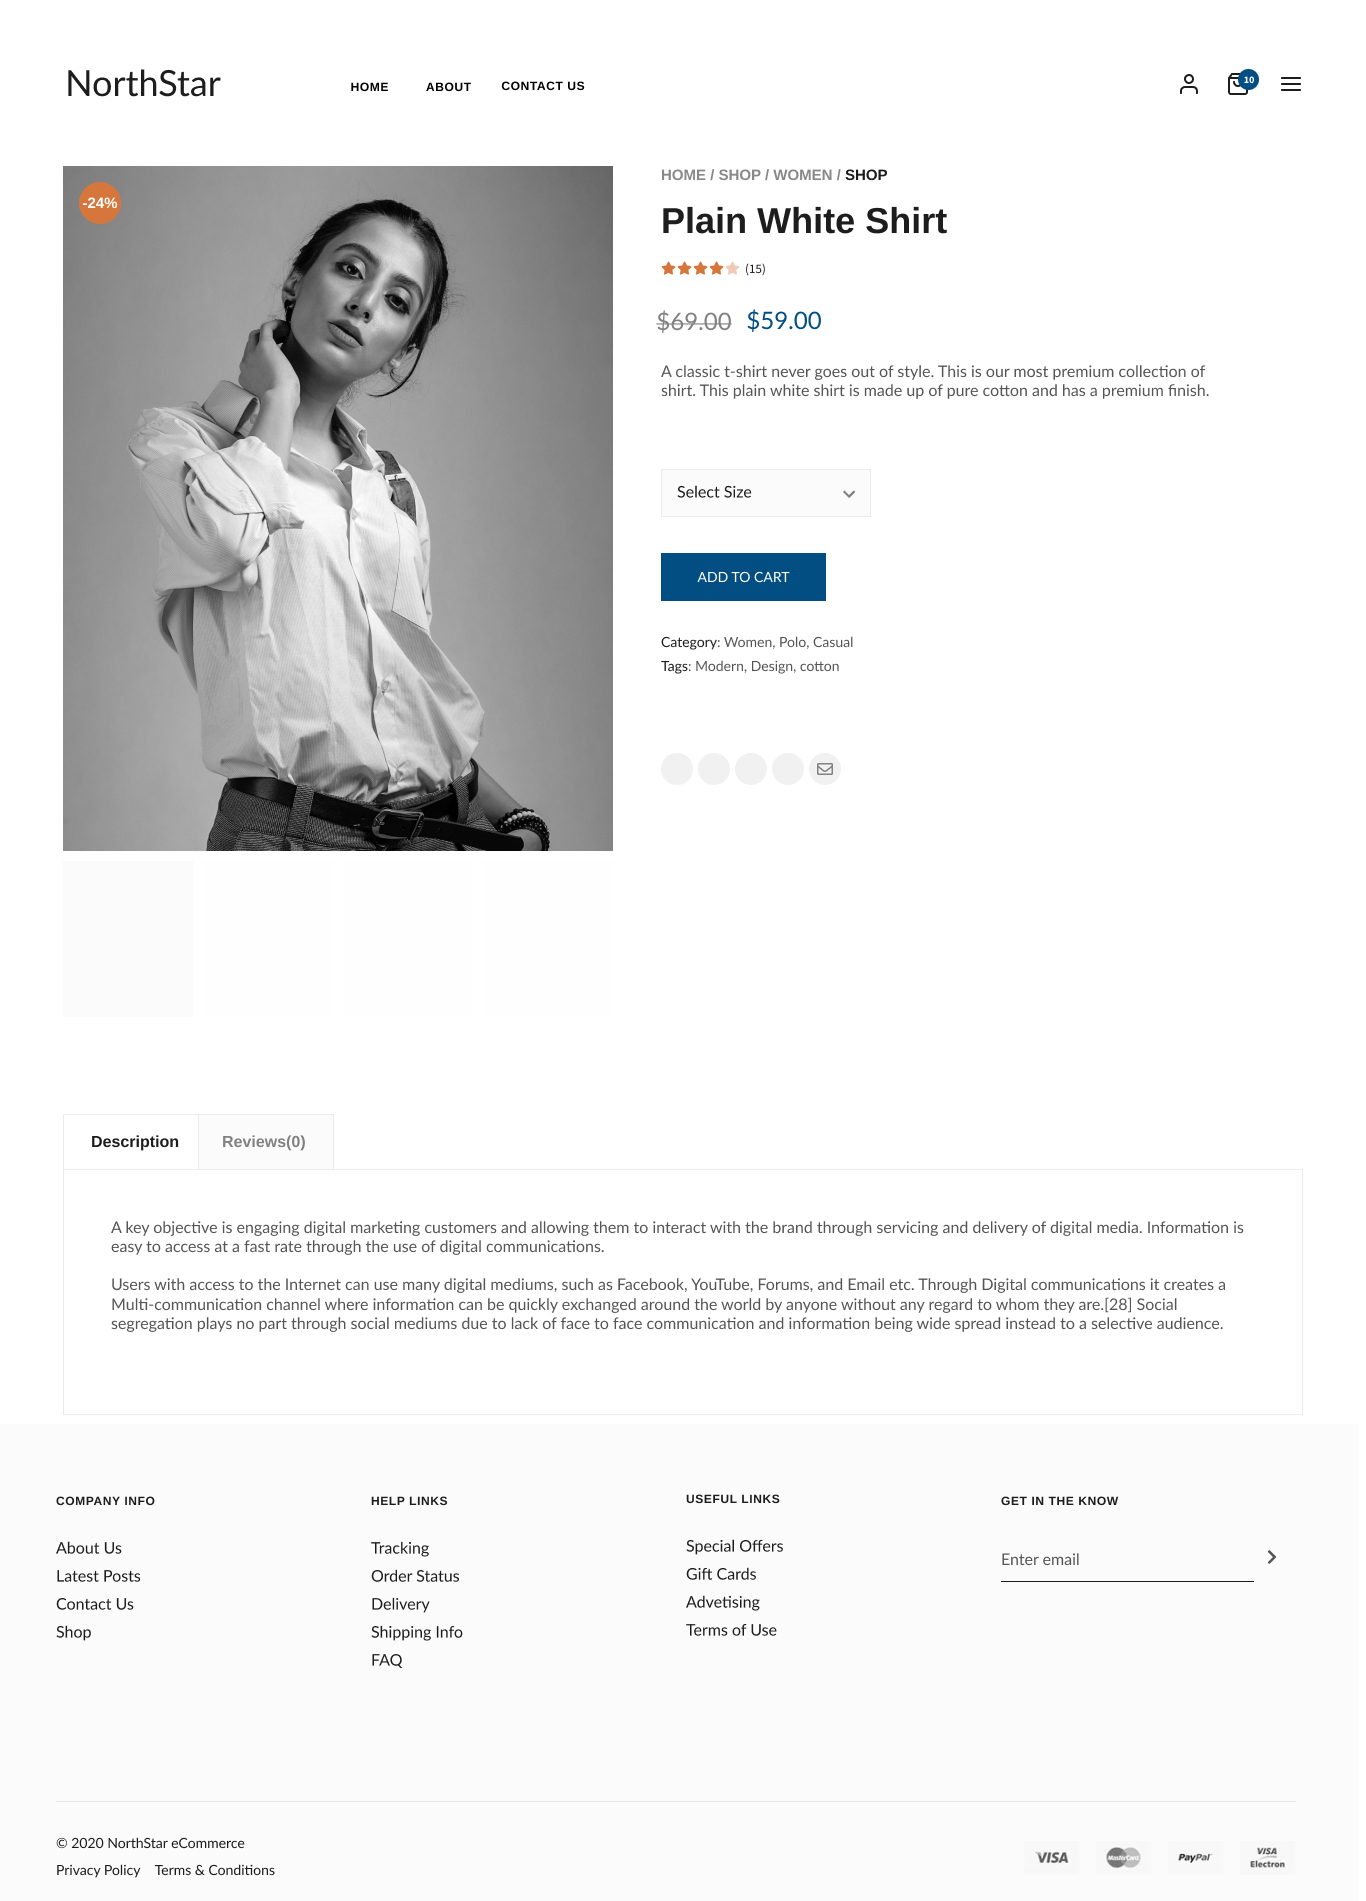 NorthStar
HOME ABOUT CONTACT US
10
-24%
HOME / SHOP / WOMEN / SHOP
Plain White Shirt
(15)
$69.00 $59.00
A classic t-shirt never goes out of style. This is our most premium collection of
shirt. This plain white shirt is made up of pure cotton and has a premium finish.
Select Size
ADD TO CART
Category: Women, Polo, Casual
Tags: Modern, Design, cotton
Description Reviews(0)
A key objective is engaging digital marketing customers and allowing them to interact with the brand through servicing and delivery of digital media. Information is
easy to access at a fast rate through the use of digital communications.
Users with access to the Internet can use many digital mediums, such as Facebook, YouTube, Forums, and Email etc. Through Digital communications it creates a
Multi-communication channel where information can be quickly exchanged around the world by anyone without any regard to whom they are.[28] Social
segregation plays no part through social mediums due to lack of face to face communication and information being wide spread instead to a selective audience.
COMPANY INFO
About Us
Latest Posts
Contact Us
Shop
HELP LINKS
Tracking
Order Status
Delivery
Shipping Info
FAQ
USEFUL LINKS
Special Offers
Gift Cards
Advetising
Terms of Use
GET IN THE KNOW
Enter email
© 2020 NorthStar eCommerce
Privacy Policy Terms & Conditions
VISA MasterCard PayPal VISA
Electron